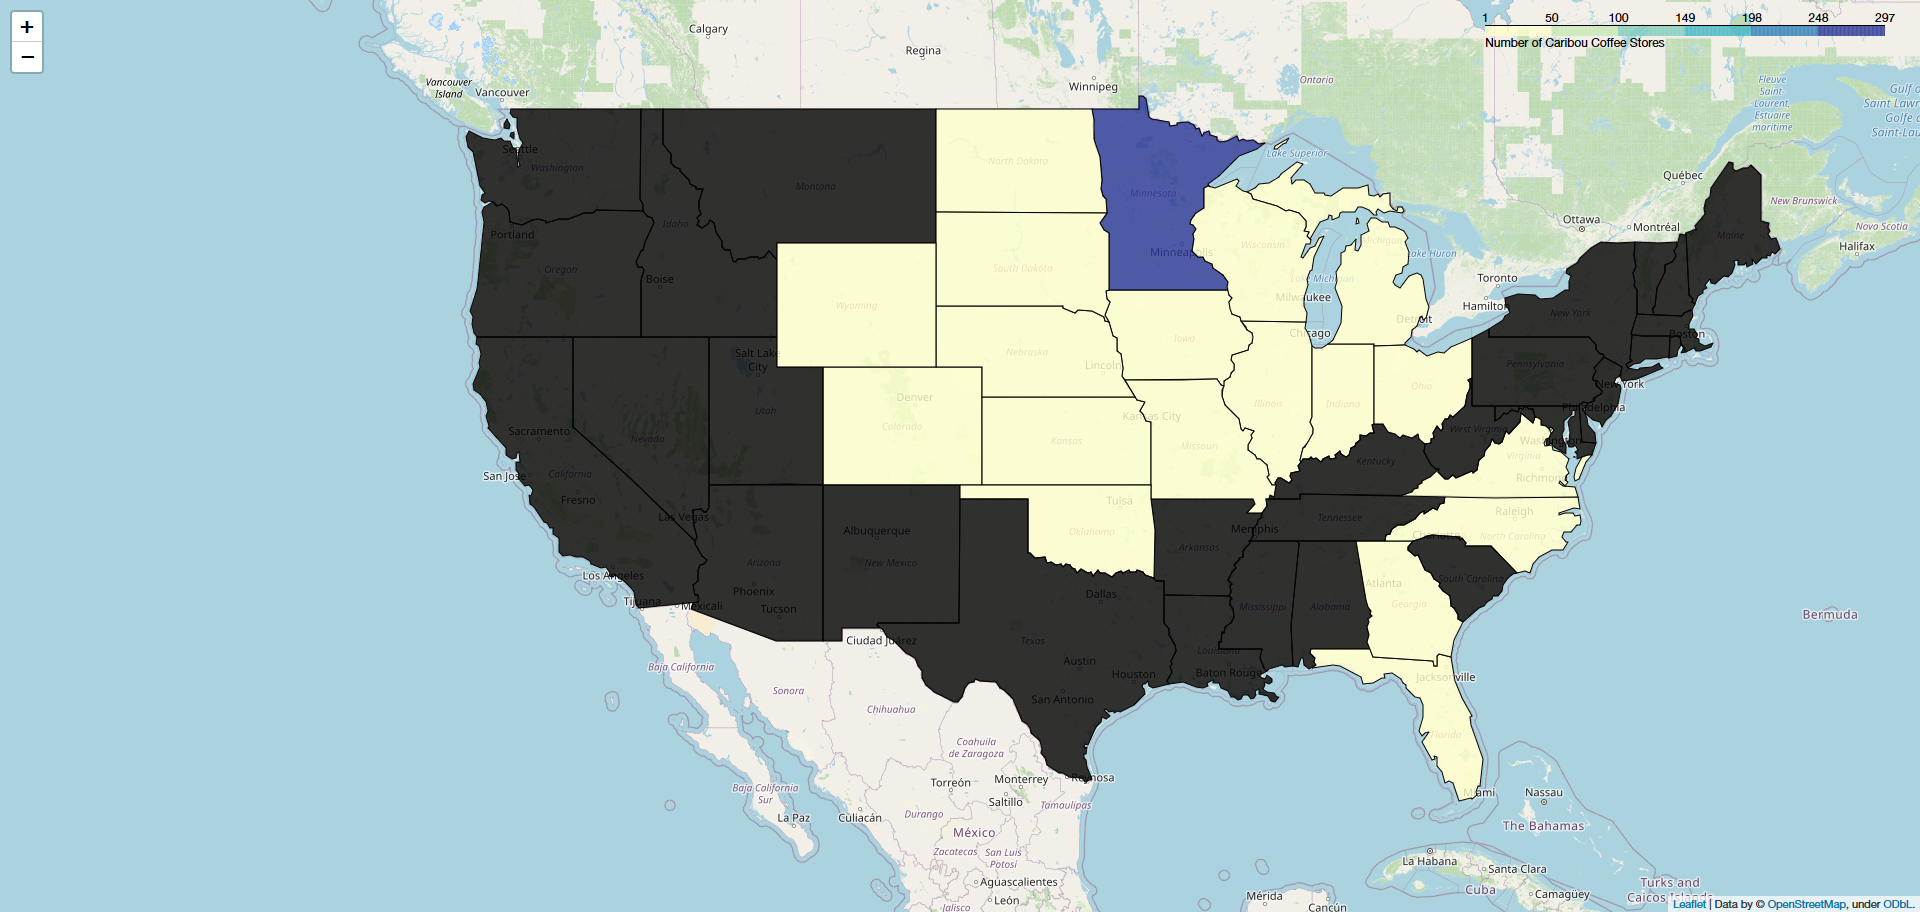 +
−
1 50 100 149 198 248 297
Number of Caribou Coffee Stores
Calgary
Regina
Winnipeg
Ontario
Vancouver
Island
Vancouver
Fleuve
Saint-
Laurent,
Estuaire
maritime
Gulf o
Saint Lawr
Golfe d
Saint-Lau
Seattle
Washington
Montana
North Dakota
Minnesota
Lake Superior
Québec
Ottawa
Montréal
New Brunswick
Nova Scotia
Halifax
Maine
Portland
Idaho
Oregon
Boise
South Dakota
Minneapolis
Wisconsin
Michigan
Lake Huron
Lake Michigan
Toronto
Hamilton
Milwaukee
Detroit
Chicago
New York
Boston
Wyoming
Salt Lake
City
Nebraska
Lincoln
Iowa
Pennsylvania
New York
Philadelphia
Denver
Colorado
Utah
Nevada
Sacramento
California
San Jose
Fresno
Las Vegas
Kansas
Kansas City
Missouri
Illinois
Indiana
Ohio
West Virginia
Washington
Virginia
Richmond
Kentucky
Tulsa
Oklahoma
Albuquerque
New Mexico
Arizona
Phoenix
Tucson
Los Angeles
Tijuana
Mexicali
Memphis
Tennessee
Arkansas
Raleigh
Charlotte
North Carolina
South Carolina
Atlanta
Georgia
Mississippi
Alabama
Dallas
Texas
Ciudad Juárez
Louisiana
Baton Rouge
Austin
Houston
San Antonio
Jacksonville
Florida
Miami
Bermuda
Baja California
Sonora
Chihuahua
Coahuila
de Zaragoza
Torreón
Monterrey
Reynosa
Saltillo
Tamaulipas
Baja California
Sur
La Paz
Culiacán
Durango
México
Zacatecas
San Luis
Potosí
Aguascalientes
León
Jalisco
Nassau
The Bahamas
La Habana
Santa Clara
Cuba
Camagüey
Turks and
Caicos Islands
Mérida
Cancún
Leaflet | Data by © OpenStreetMap, under ODbL.